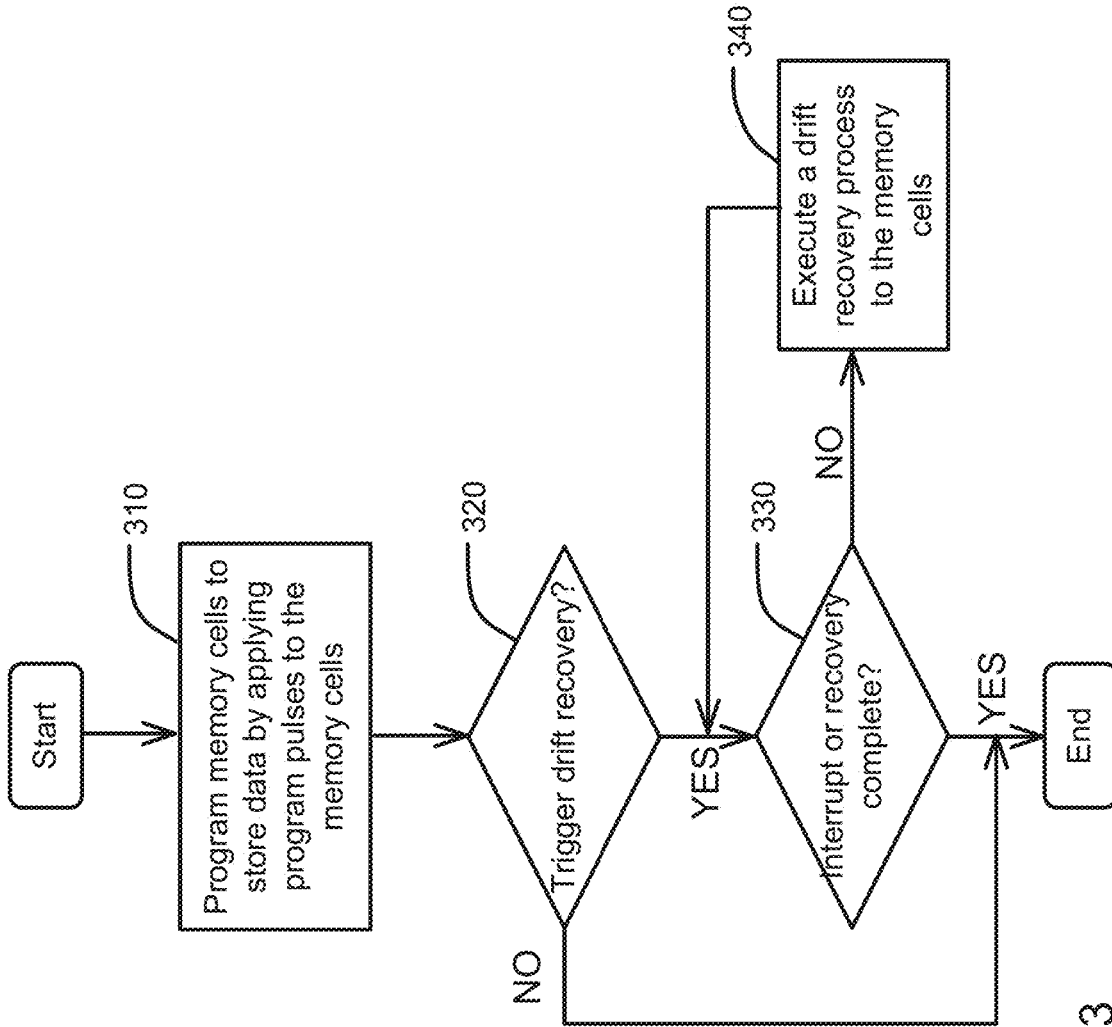 Start
310
Program memory cells to
store data by applying
program pulses to the
memory cells
320
Trigger drift recovery?
NO
YES
330
Interrupt or recovery
complete?
NO
340
Execute a drift
recovery process
to the memory
cells
YES
End
3